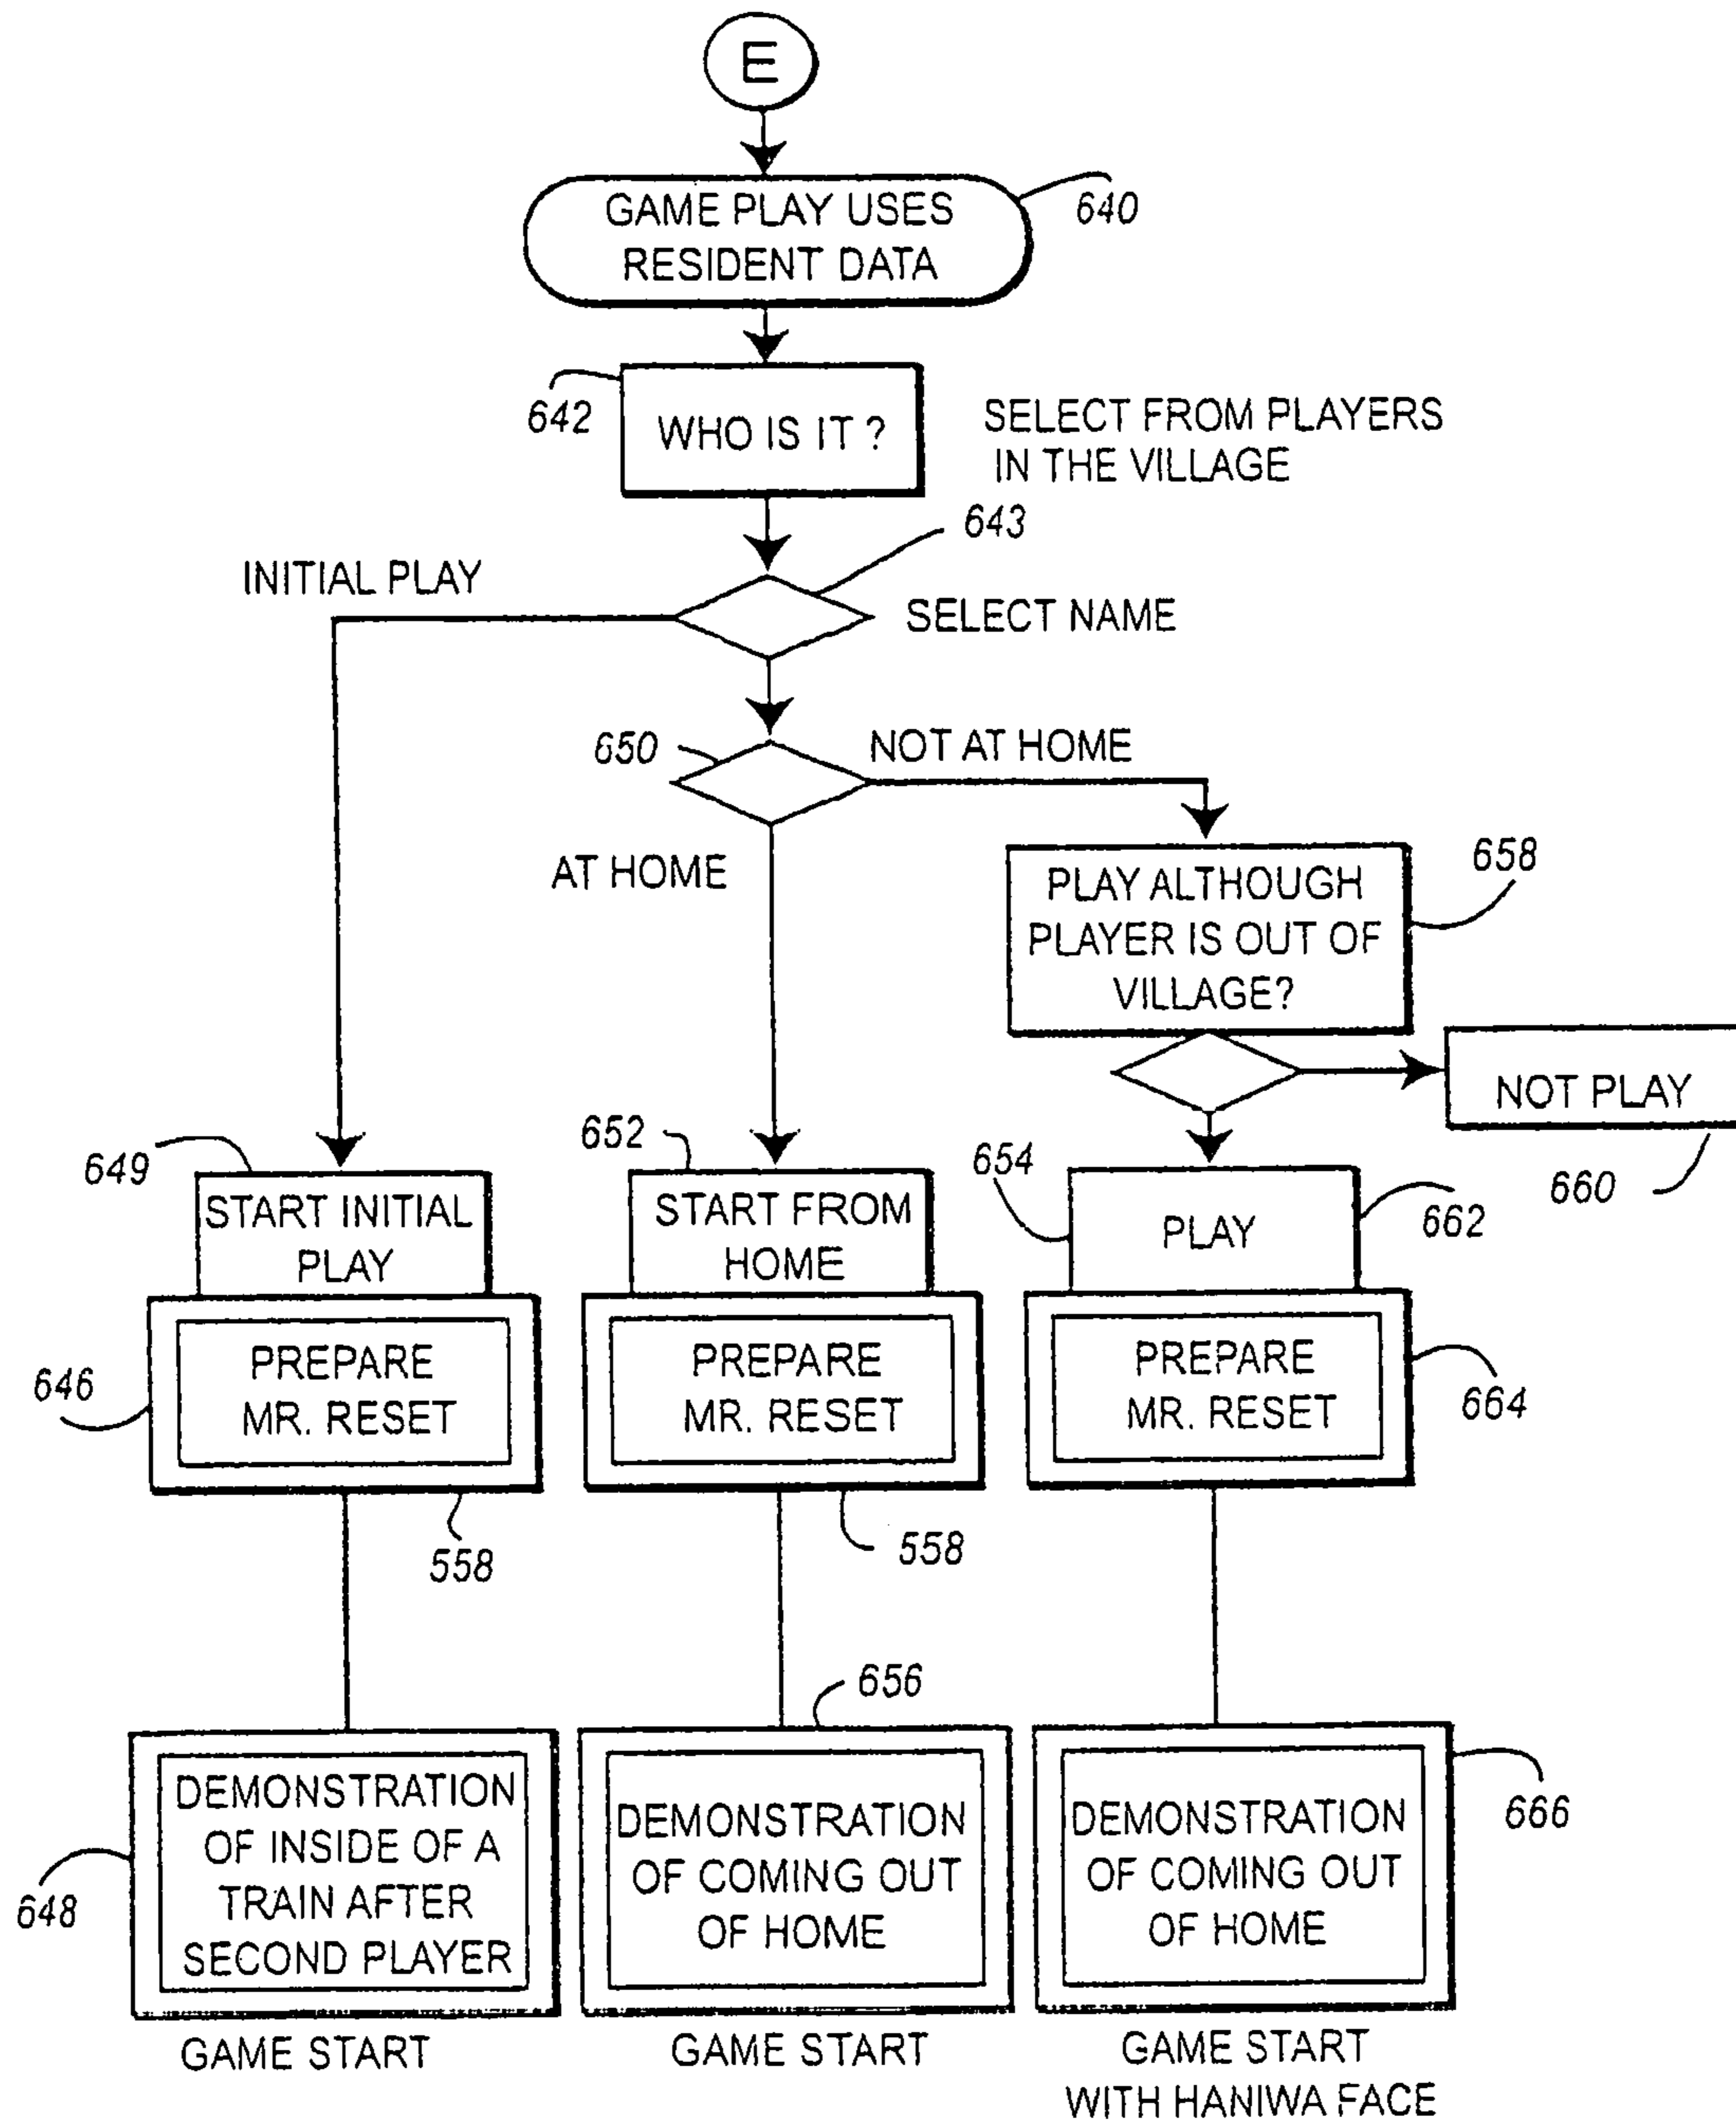 E
GAME PLAY USES
RESIDENT DATA
640
642
WHO IS IT ?
SELECT FROM PLAYERS
IN THE VILLAGE
643
INITIAL PLAY
SELECT NAME
650
NOT AT HOME
AT HOME
PLAY ALTHOUGH
PLAYER IS OUT OF
VILLAGE?
658
NOT PLAY
660
649
START INITIAL
PLAY
652
START FROM
HOME
654
PLAY
662
646
PREPARE
MR. RESET
558
PREPARE
MR. RESET
558
PREPARE
MR. RESET
664
648
DEMONSTRATION
OF INSIDE OF A
TRAIN AFTER
SECOND PLAYER
GAME START
656
DEMONSTRATION
OF COMING OUT
OF HOME
GAME START
DEMONSTRATION
OF COMING OUT
OF HOME
666
GAME START
WITH HANIWA FACE